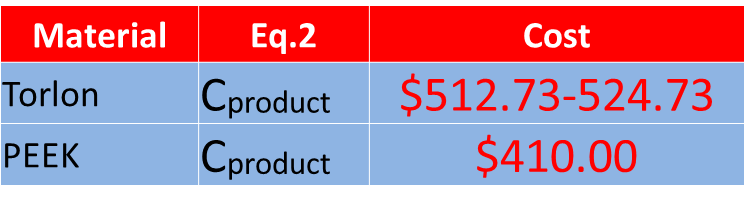 Material Eq.2 Cost
Torlon Cproduct $512.73-524.73
PEEK Cproduct $410.00